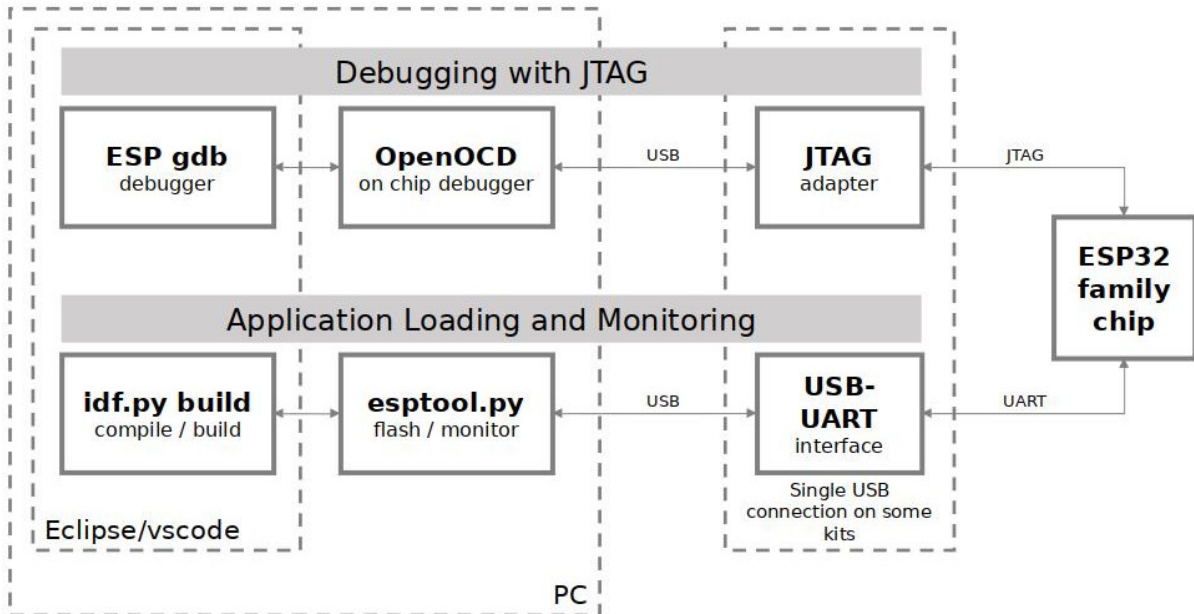 Debugging with JTAG
ESP gdb
debugger
OpenOCD
on chip debugger
USB
JTAG
adapter
JTAG
ESP32
family
chip
Application Loading and Monitoring
idf.py build
compile / build
esptool.py
flash / monitor
USB
USB-
UART
interface
UART
Single USB
connection on some
kits
Eclipse/vscode
PC